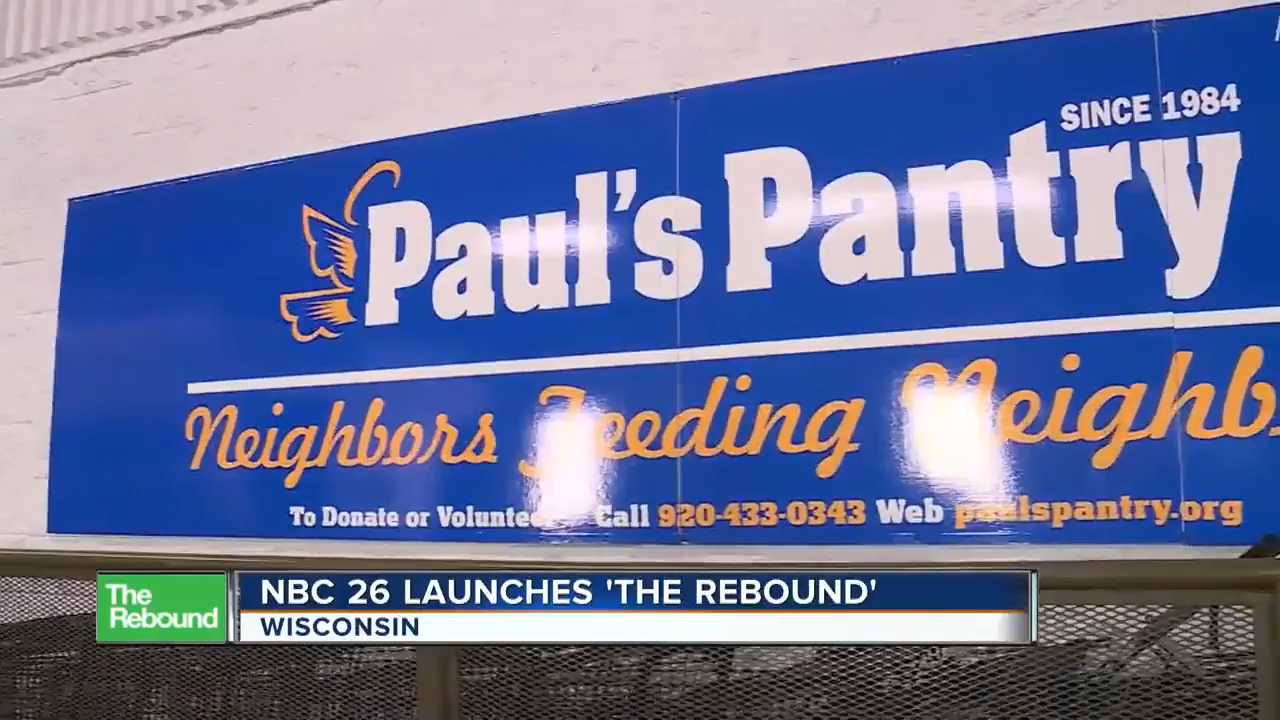 SINCE 1984
Paul's Pantry
Neighbors Feeding Neighb
To Donate or Volunte Call 920-433-0343 Web paulspantry.org
The
Rebound
NBC 26 LAUNCHES 'THE REBOUND'
WISCONSIN